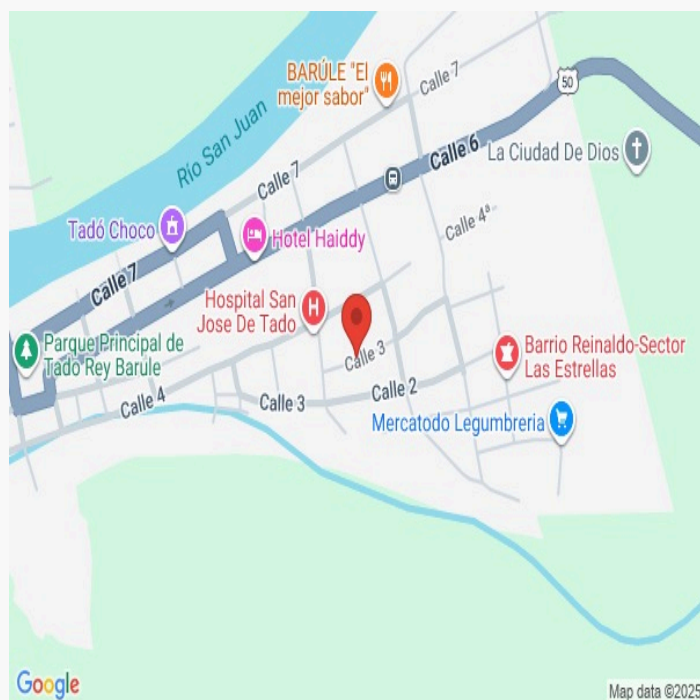 BARÚLE "El
mejor sabor"
Calle 7
50
Río San Juan
Calle 6
La Ciudad De Dios
Calle 7
Calle 4ª
Tadó Choco
Hotel Haiddy
Calle 7
Hospital San
Jose De Tado
H
Parque Principal de
Tado Rey Barule
Calle 3
Barrio Reinaldo-Sector
Las Estrellas
Calle 4
Calle 3
Calle 2
Mercatodo Legumbreria
Google
Map data ©2025